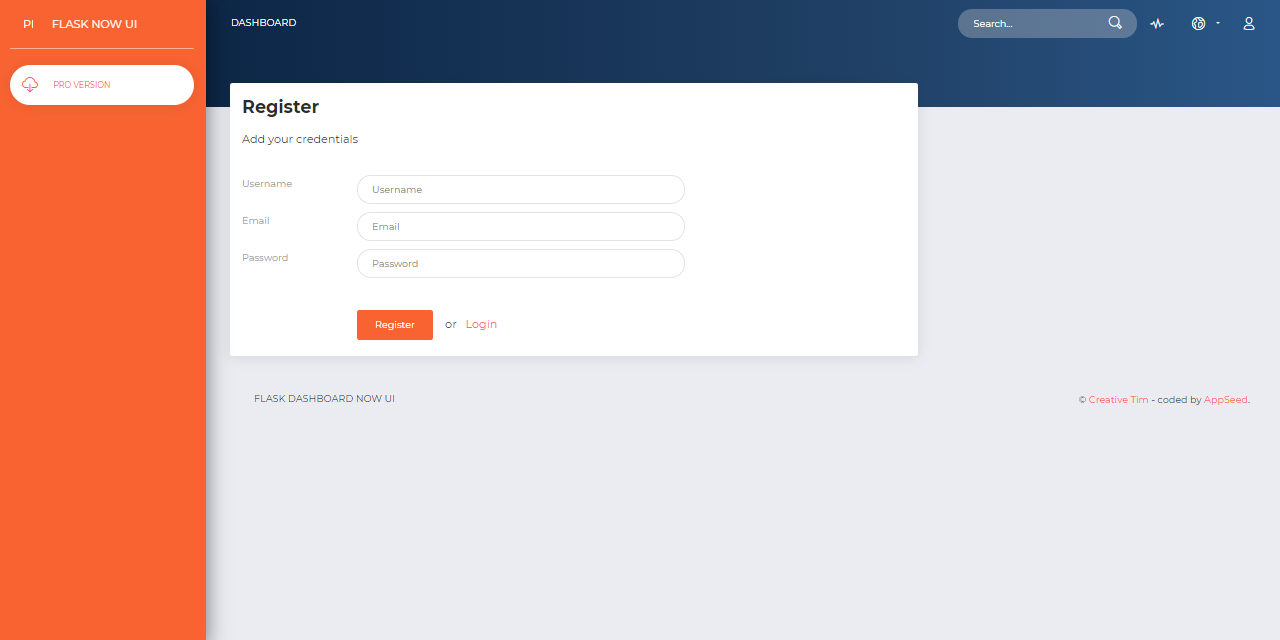 PI FLASK NOW UI
PRO VERSION
DASHBOARD
Search...
Register
Add your credentials
Username
Username
Email
Email
Password
Password
Register or Login
FLASK DASHBOARD NOW UI
© Creative Tim - coded by AppSeed.